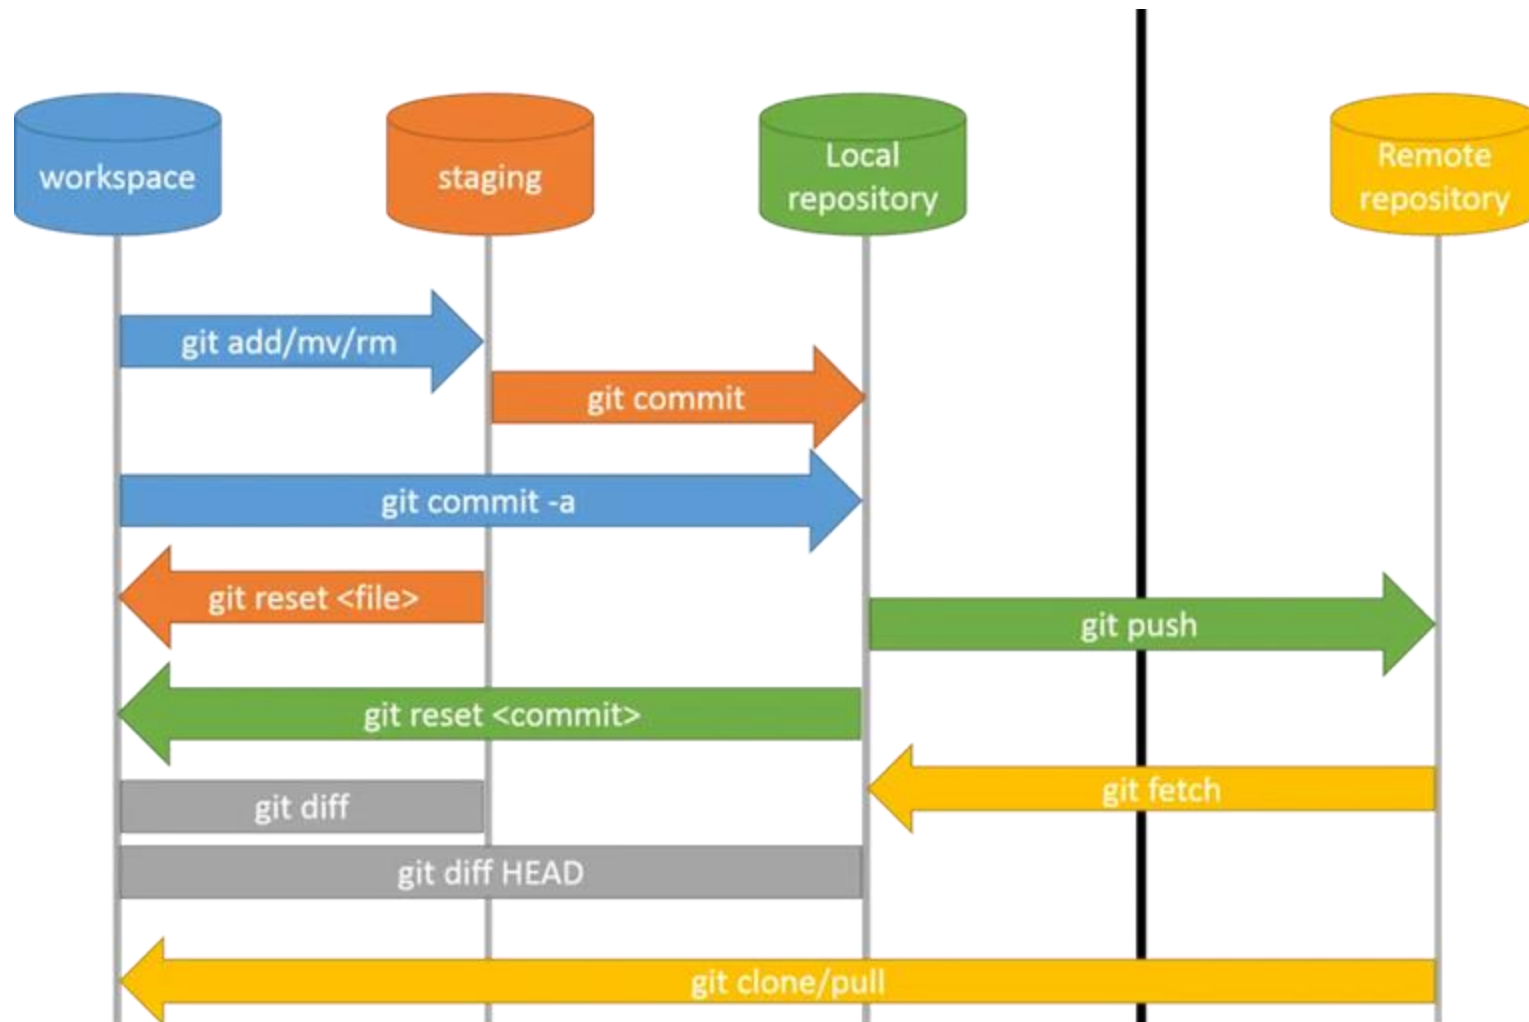 workspace
staging
Local
repository
Remote
repository
git add/mv/rm
git commit
git commit -a
git reset <file>
git push
git reset <commit>
git fetch
git diff
git diff HEAD
git clone/pull